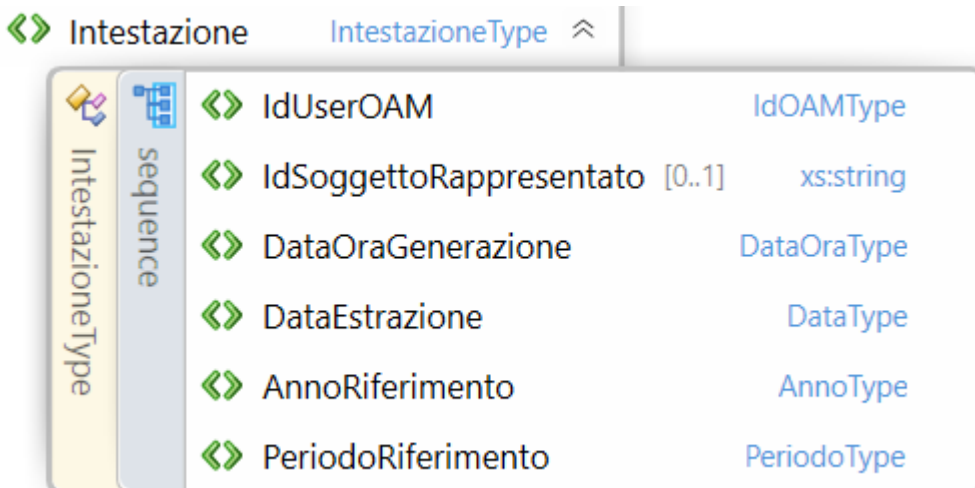 Intestazione IntestazioneType
IntestazioneType
sequence
IdUserOAM IdOAMType
IdSoggettoRappresentato [0..1] xs:string
DataOraGenerazione DataOraType
DataEstrazione DataType
AnnoRiferimento AnnoType
PeriodoRiferimento PeriodoType